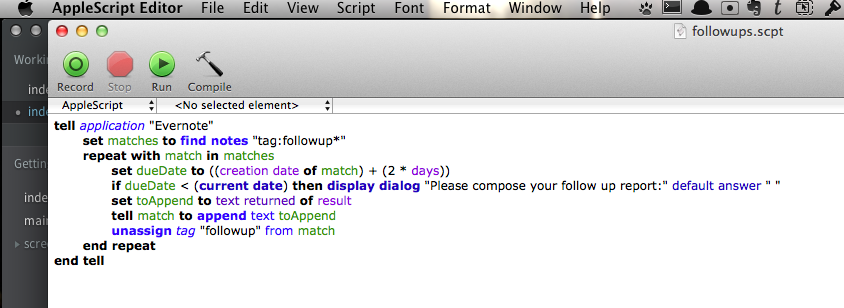 AppleScript Editor File Edit View Script Font Format Window Help
followups.scpt
Workin
Record Stop Run Compile
inde
AppleScript <No selected element>
inde
tell application "Evernote"
set matches to find notes "tag:followup*"
repeat with match in matches
Getting
set dueDate to ((creation date of match) + (2 * days))
if dueDate < (current date) then display dialog "Please compose your follow up report:" default answer " "
inde
set toAppend to text returned of result
main
tell match to append text toAppend
unassign tag "followup" from match
scree
end repeat
end tell